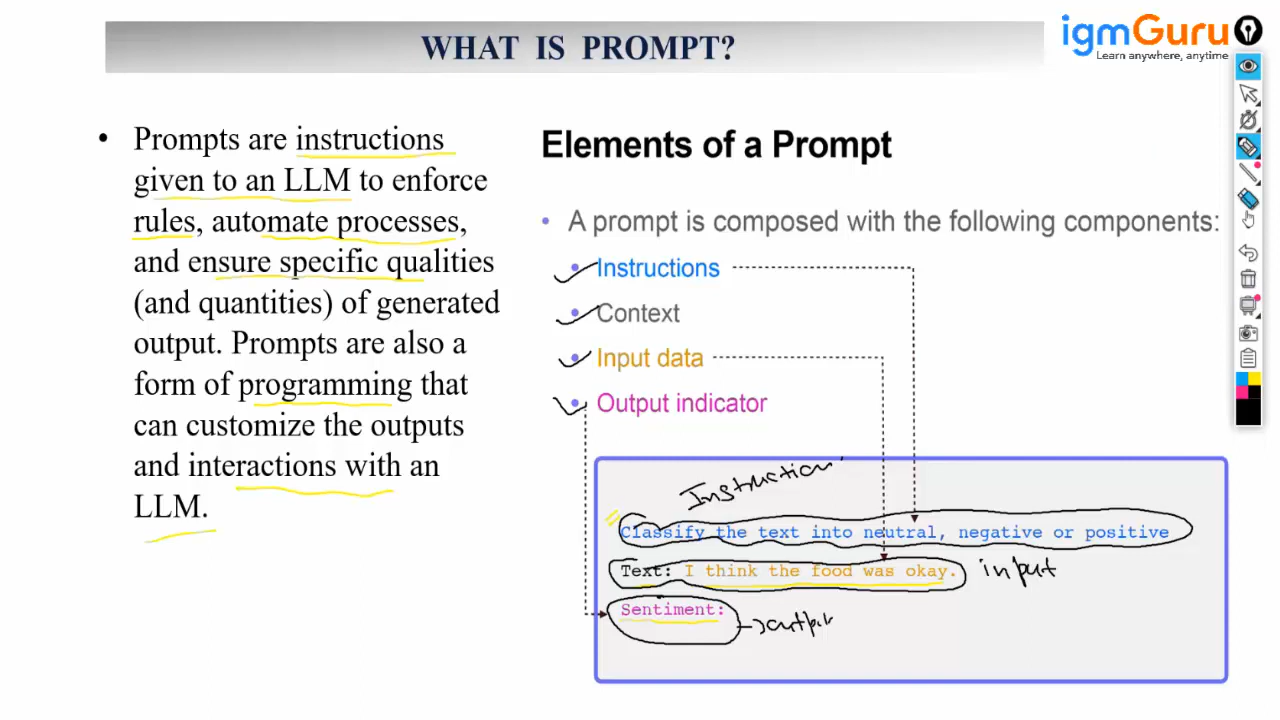 WHAT IS PROMPT?
igmGuru
Learn anywhere, anytime
• Prompts are instructions
given to an LLM to enforce
rules, automate processes,
and ensure specific qualities
(and quantities) of generated
output. Prompts are also a
form of programming that
can customize the outputs
and interactions with an
LLM.
Elements of a Prompt
• A prompt is composed with the following components:
• Instructions
• Context
• Input data
• Output indicator
Instruction
Classify the text into neutral, negative or positive
Text: I think the food was okay.
input
Sentiment:
output